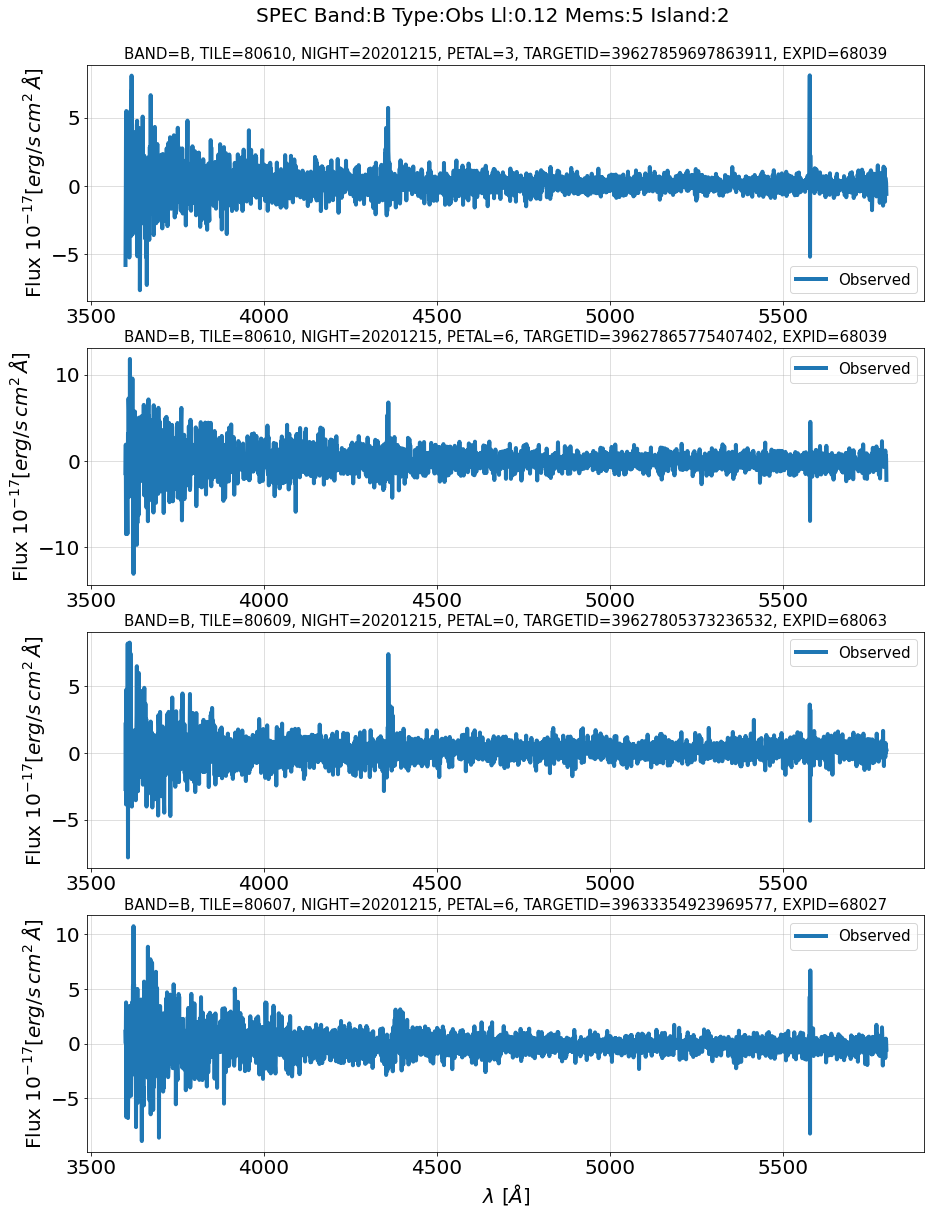 SPEC Band:B Type:Obs Ll:0.12 Mems:5 Island:2
BAND=B, TILE=80610, NIGHT=20201215, PETAL=3, TARGETID=39627859697863911, EXPID=68039
Flux 10^{-17}[erg/s cm^2 Å]
5
0
−5
Observed
3500 4000 4500 5000 5500
BAND=B, TILE=80610, NIGHT=20201215, PETAL=6, TARGETID=39627865775407402, EXPID=68039
Flux 10^{-17}[erg/s cm^2 Å]
10
0
−10
Observed
3500 4000 4500 5000 5500
BAND=B, TILE=80609, NIGHT=20201215, PETAL=0, TARGETID=39627805373236532, EXPID=68063
Flux 10^{-17}[erg/s cm^2 Å]
5
0
−5
Observed
3500 4000 4500 5000 5500
BAND=B, TILE=80607, NIGHT=20201215, PETAL=6, TARGETID=39633354923969577, EXPID=68027
Flux 10^{-17}[erg/s cm^2 Å]
10
5
0
−5
Observed
3500 4000 4500 5000 5500
λ [Å]